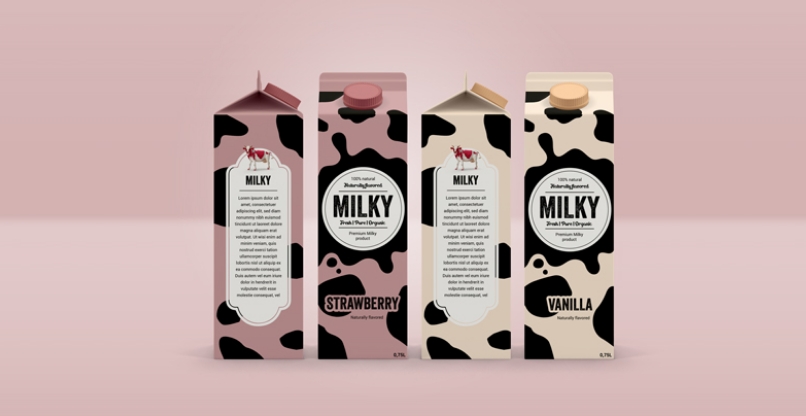 MILKY
Lorem ipsum dolor sit
amet, consectetuer
adipiscing elit, sed diam
nonummy nibh euismod
tincidunt ut laoreet dolore
magna aliquam erat
volutpat. Ut wisi enim ad
minim veniam, quis
nostrud exerci tation
ullamcorper suscipit
lobortis nisl ut aliquip ex
ea commodo consequat.
Duis autem vel eum iriure
dolor in hendrerit in
vulputate velit esse
molestie consequat, vel
100% natural
Naturally flavored
MILKY
Fresh | Pure | Organic
Premium Milky
product
STRAWBERRY
Naturally flavored
0,75L
MILKY
Lorem ipsum dolor sit
amet, consectetuer
adipiscing elit, sed diam
nonummy nibh euismod
tincidunt ut laoreet dolore
magna aliquam erat
volutpat. Ut wisi enim ad
minim veniam, quis
nostrud exerci tation
ullamcorper suscipit
lobortis nisl ut aliquip ex
ea commodo consequat.
Duis autem vel eum iriure
dolor in hendrerit in
vulputate velit esse
molestie consequat, vel
100% natural
Naturally flavored
MILKY
Fresh | Pure | Organic
Premium Milky
product
VANILLA
Naturally flavored
0,75L